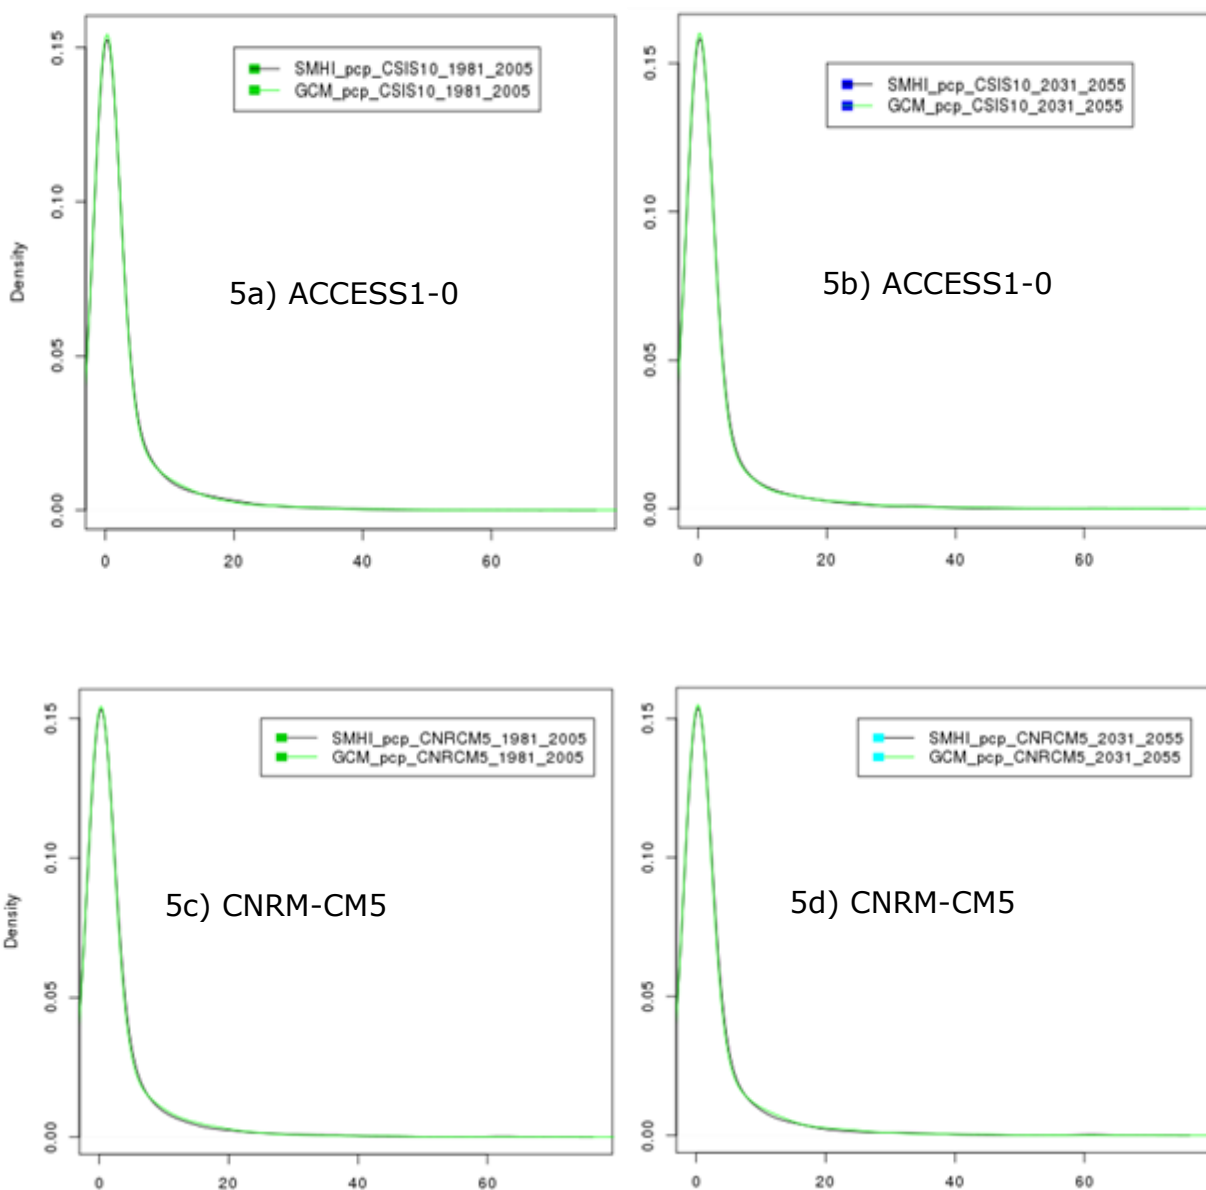 0.15
0.10
0.05
0.00
Density
SMHI_pcp_CSIS10_1981_2005
GCM_pcp_CSIS10_1981_2005
5a) ACCESS1-0
0 20 40 60
0.15
0.10
0.05
0.00
SMHI_pcp_CSIS10_2031_2055
GCM_pcp_CSIS10_2031_2055
5b) ACCESS1-0
0 20 40 60
0.15
0.10
0.05
0.00
Density
SMHI_pcp_CNRCM5_1981_2005
GCM_pcp_CNRCM5_1981_2005
5c) CNRM-CM5
0 20 40 60
0.15
0.10
0.05
0.00
SMHI_pcp_CNRCM5_2031_2055
GCM_pcp_CNRCM5_2031_2055
5d) CNRM-CM5
0 20 40 60